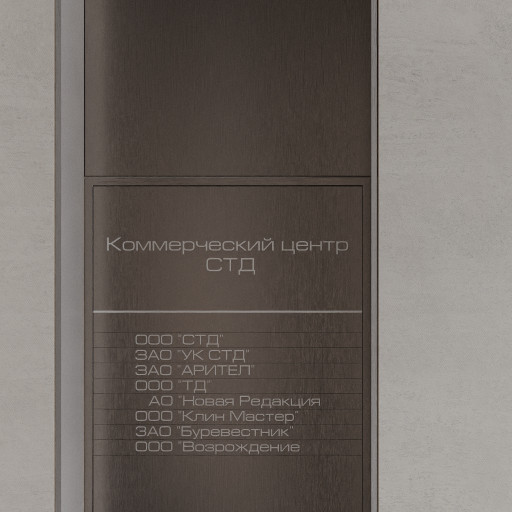 Коммерческий центр
СТД
ООО "СТД"
ЗАО "УК СТД"
ЗАО "АРИТЕЛ"
ООО "ТД"
АО "Новая Редакция
ООО "Клин Мастер"
ЗАО "Буревестник"
ООО "Возрождение